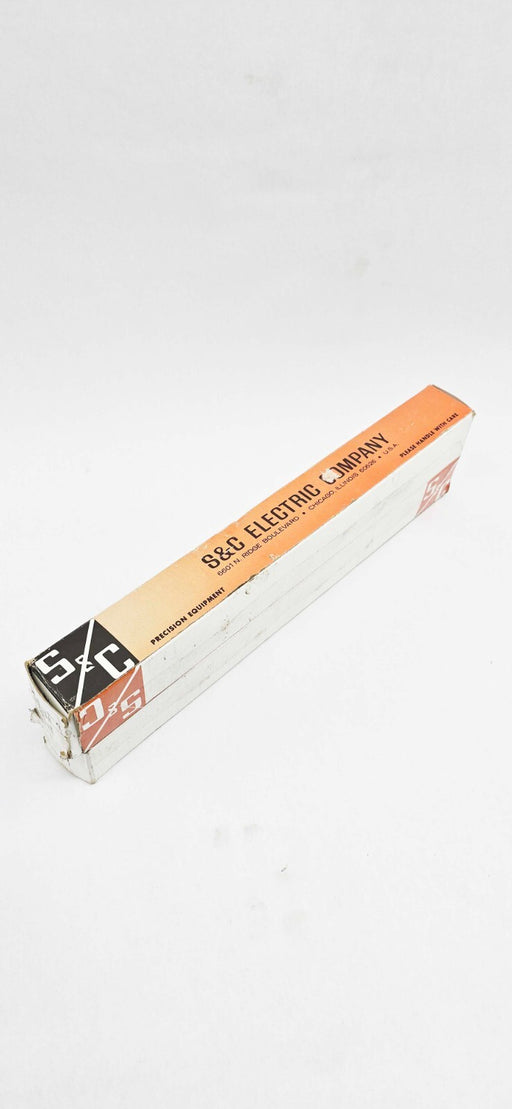 S&C ELECTRIC COMPANY
6601 N. RIDGE BOULEVARD • CHICAGO, ILLINOIS 60626 • U.S.A.
PRECISION EQUIPMENT
PLEASE HANDLE WITH CARE
S&C
S&C
S&C